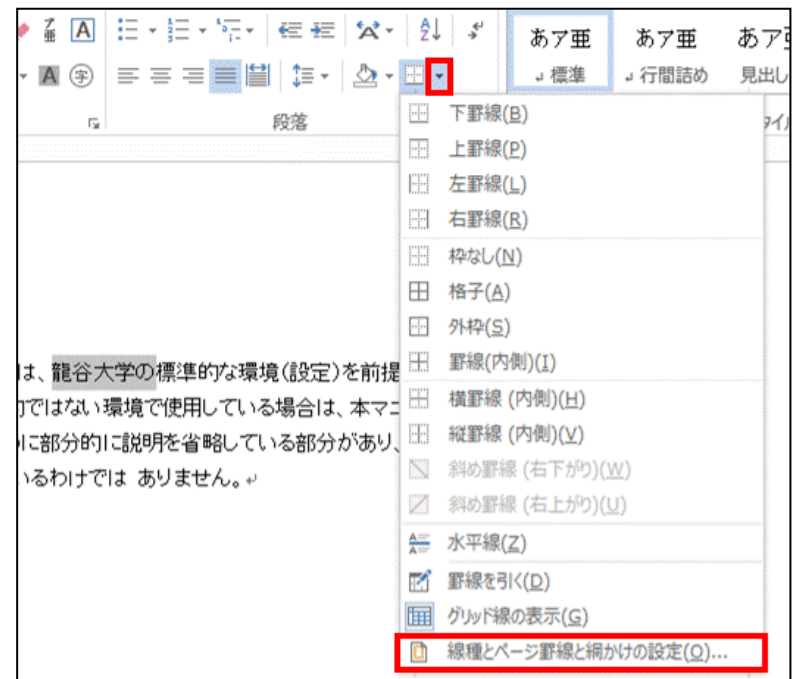 ア亜 A A Z
あア亜 あア亜 あア
A 字 標準 行間詰め 見出し
段落
下罫線(B)
上罫線(P)
左罫線(L)
右罫線(R)
枠なし(N)
格子(A)
外枠(S)
罫線(内側)(I)
横罫線 (内側)(H)
縦罫線 (内側)(V)
斜め罫線 (右下がり)(W)
斜め罫線 (右上がり)(U)
水平線(Z)
罫線を引く(D)
グリッド線の表示(G)
線種とページ罫線と網かけの設定(O)...
は、龍谷大学の標準的な環境(設定)を前提
ではない環境で使用している場合は、本マニ
に部分的に説明を省略している部分があり、
いるわけでは ありません。